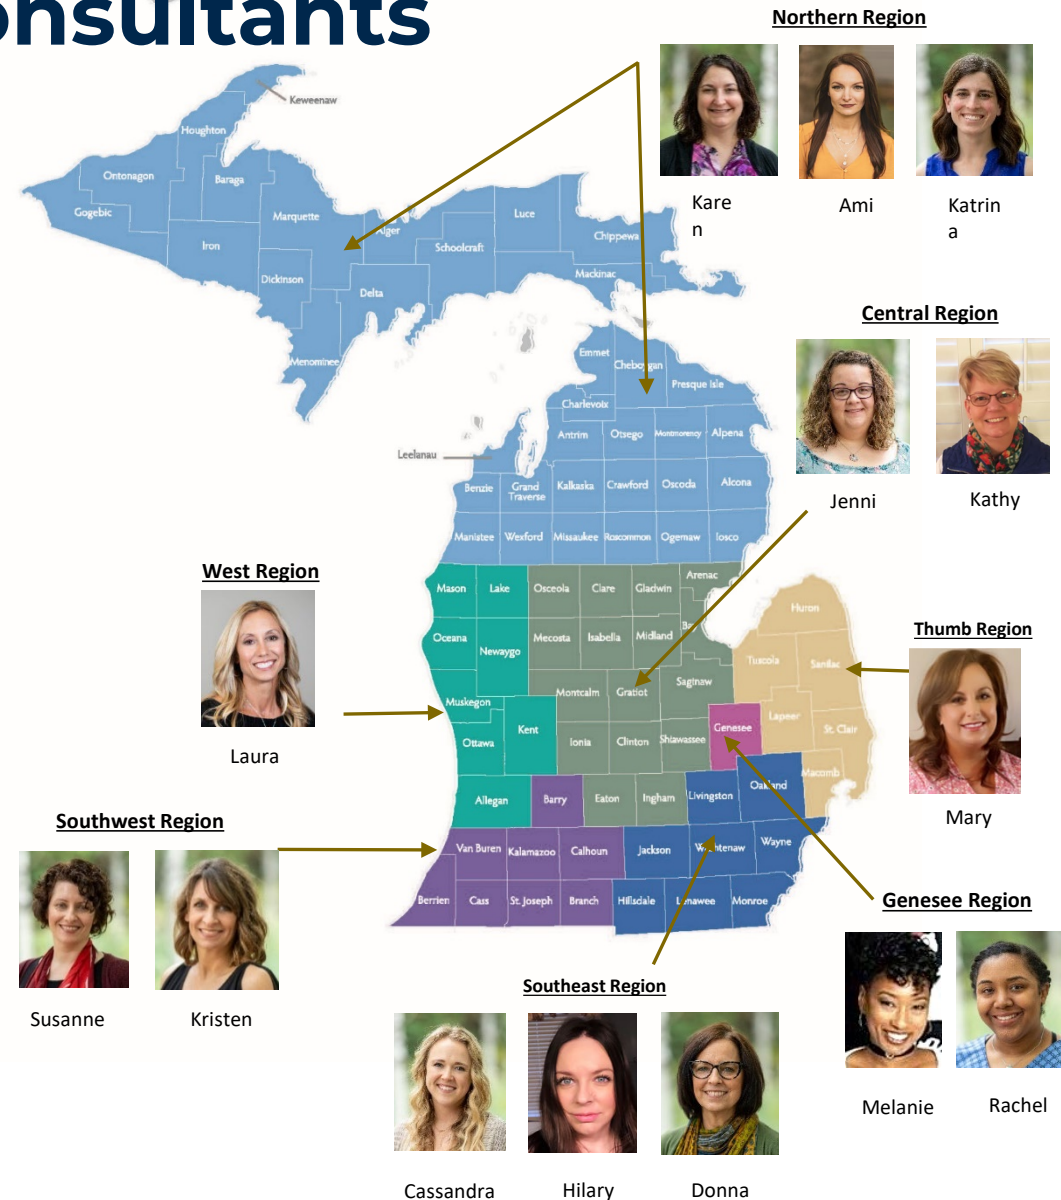 onsultants
Northern Region
Kare
n
Ami
Katrin
a
Central Region
Jenni
Kathy
West Region
Laura
Thumb Region
Mary
Southwest Region
Susanne
Kristen
Genesee Region
Melanie
Rachel
Southeast Region
Cassandra
Hilary
Donna
Keweenaw
Houghton
Ontonagon
Baraga
Gogebic
Marquette
Iron
Alger
Luce
Schoolcraft
Chippewa
Dickinson
Mackinac
Delta
Menominee
Emmet
Cheboygan
Presque Isle
Charlevoix
Antrim
Otsego
Montmorency
Alpena
Leelanau
Benzie
Grand
Traverse
Kalkaska
Crawford
Oscoda
Alcona
Manistee
Wexford
Missaukee
Roscommon
Ogemaw
Iosco
Mason
Lake
Osceola
Clare
Gladwin
Arenac
Huron
Oceana
Newaygo
Mecosta
Isabella
Midland
Ba
Tuscola
Sanilac
Muskegon
Montcalm
Gratiot
Saginaw
Ottawa
Kent
Ionia
Clinton
Shiawassee
Genesee
Lapeer
St. Clair
Allegan
Barry
Eaton
Ingham
Livingston
Oakland
Macomb
Van Buren
Kalamazoo
Calhoun
Jackson
Washtenaw
Wayne
Berrien
Cass
St. Joseph
Branch
Hillsdale
Lenawee
Monroe